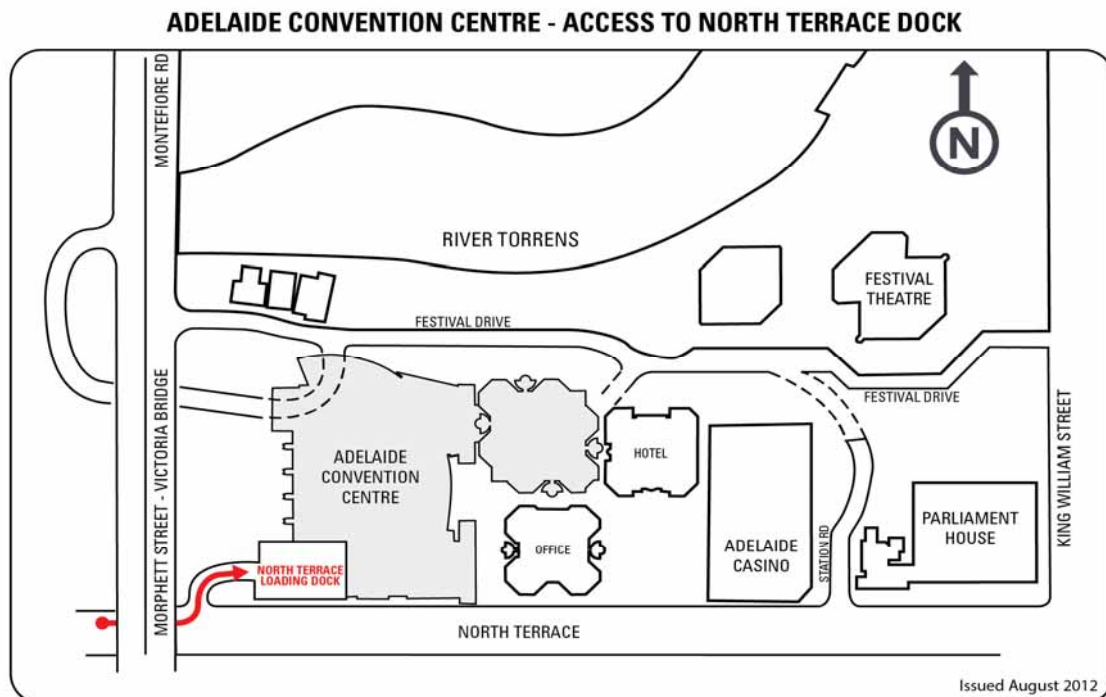 ADELAIDE CONVENTION CENTRE - ACCESS TO NORTH TERRACE DOCK
MONTEFIORE RD
N
RIVER TORRENS
FESTIVAL
THEATRE
FESTIVAL DRIVE
FESTIVAL DRIVE
MORPHETT STREET - VICTORIA BRIDGE
ADELAIDE
CONVENTION
CENTRE
HOTEL
KING WILLIAM STREET
OFFICE
ADELAIDE
CASINO
STATION RD
PARLIAMENT
HOUSE
NORTH TERRACE
LOADING DOCK
NORTH TERRACE
Issued August 2012